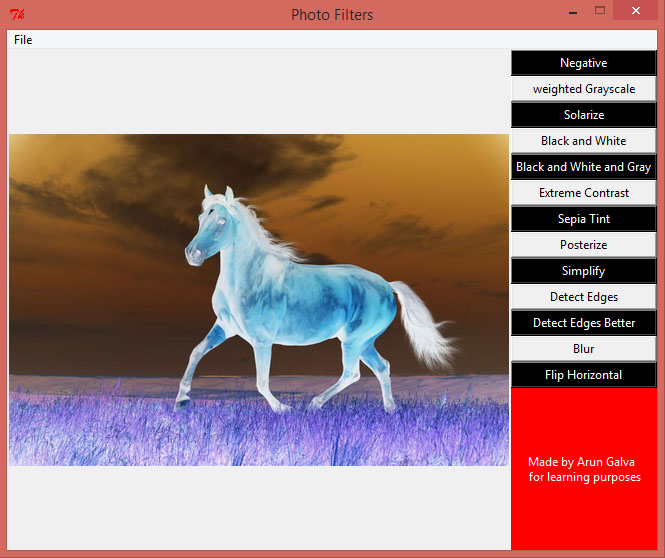 Photo Filters
File
Negative
weighted Grayscale
Solarize
Black and White
Black and White and Gray
Extreme Contrast
Sepia Tint
Posterize
Simplify
Detect Edges
Detect Edges Better
Blur
Flip Horizontal
Made by Arun Galva
for learning purposes